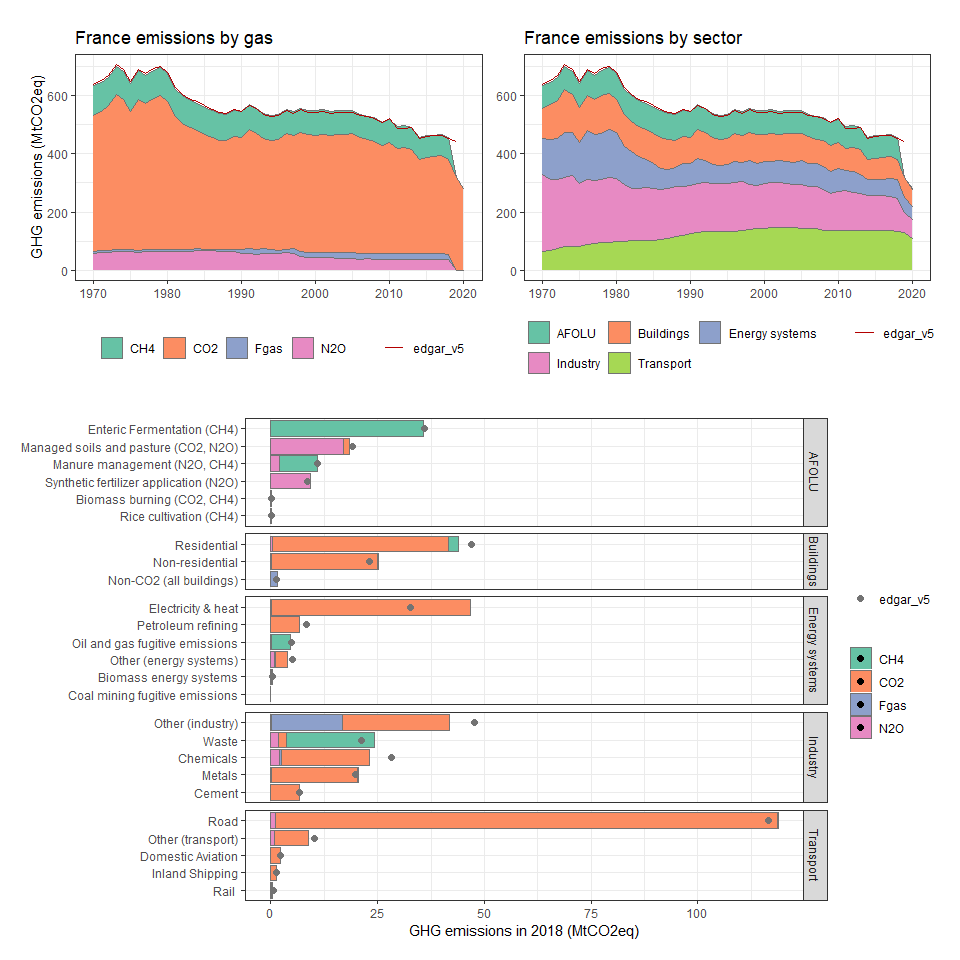 France emissions by gas
GHG emissions (MtCO2eq)
600
400
200
0
1970
1980
1990
2000
2010
2020
CH4
CO2
Fgas
N2O
edgar_v5
France emissions by sector
600
400
200
0
1970
1980
1990
2000
2010
2020
AFOLU
Buildings
Energy systems
edgar_v5
Industry
Transport
Enteric Fermentation (CH4)
Managed soils and pasture (CO2, N2O)
Manure management (N2O, CH4)
Synthetic fertilizer application (N2O)
Biomass burning (CO2, CH4)
Rice cultivation (CH4)
AFOLU
Residential
Non-residential
Non-CO2 (all buildings)
Buildings
Electricity & heat
Petroleum refining
Oil and gas fugitive emissions
Other (energy systems)
Biomass energy systems
Coal mining fugitive emissions
Energy systems
Other (industry)
Waste
Chemicals
Metals
Cement
Industry
Road
Other (transport)
Domestic Aviation
Inland Shipping
Rail
Transport
0
25
50
75
100
GHG emissions in 2018 (MtCO2eq)
edgar_v5
CH4
CO2
Fgas
N2O